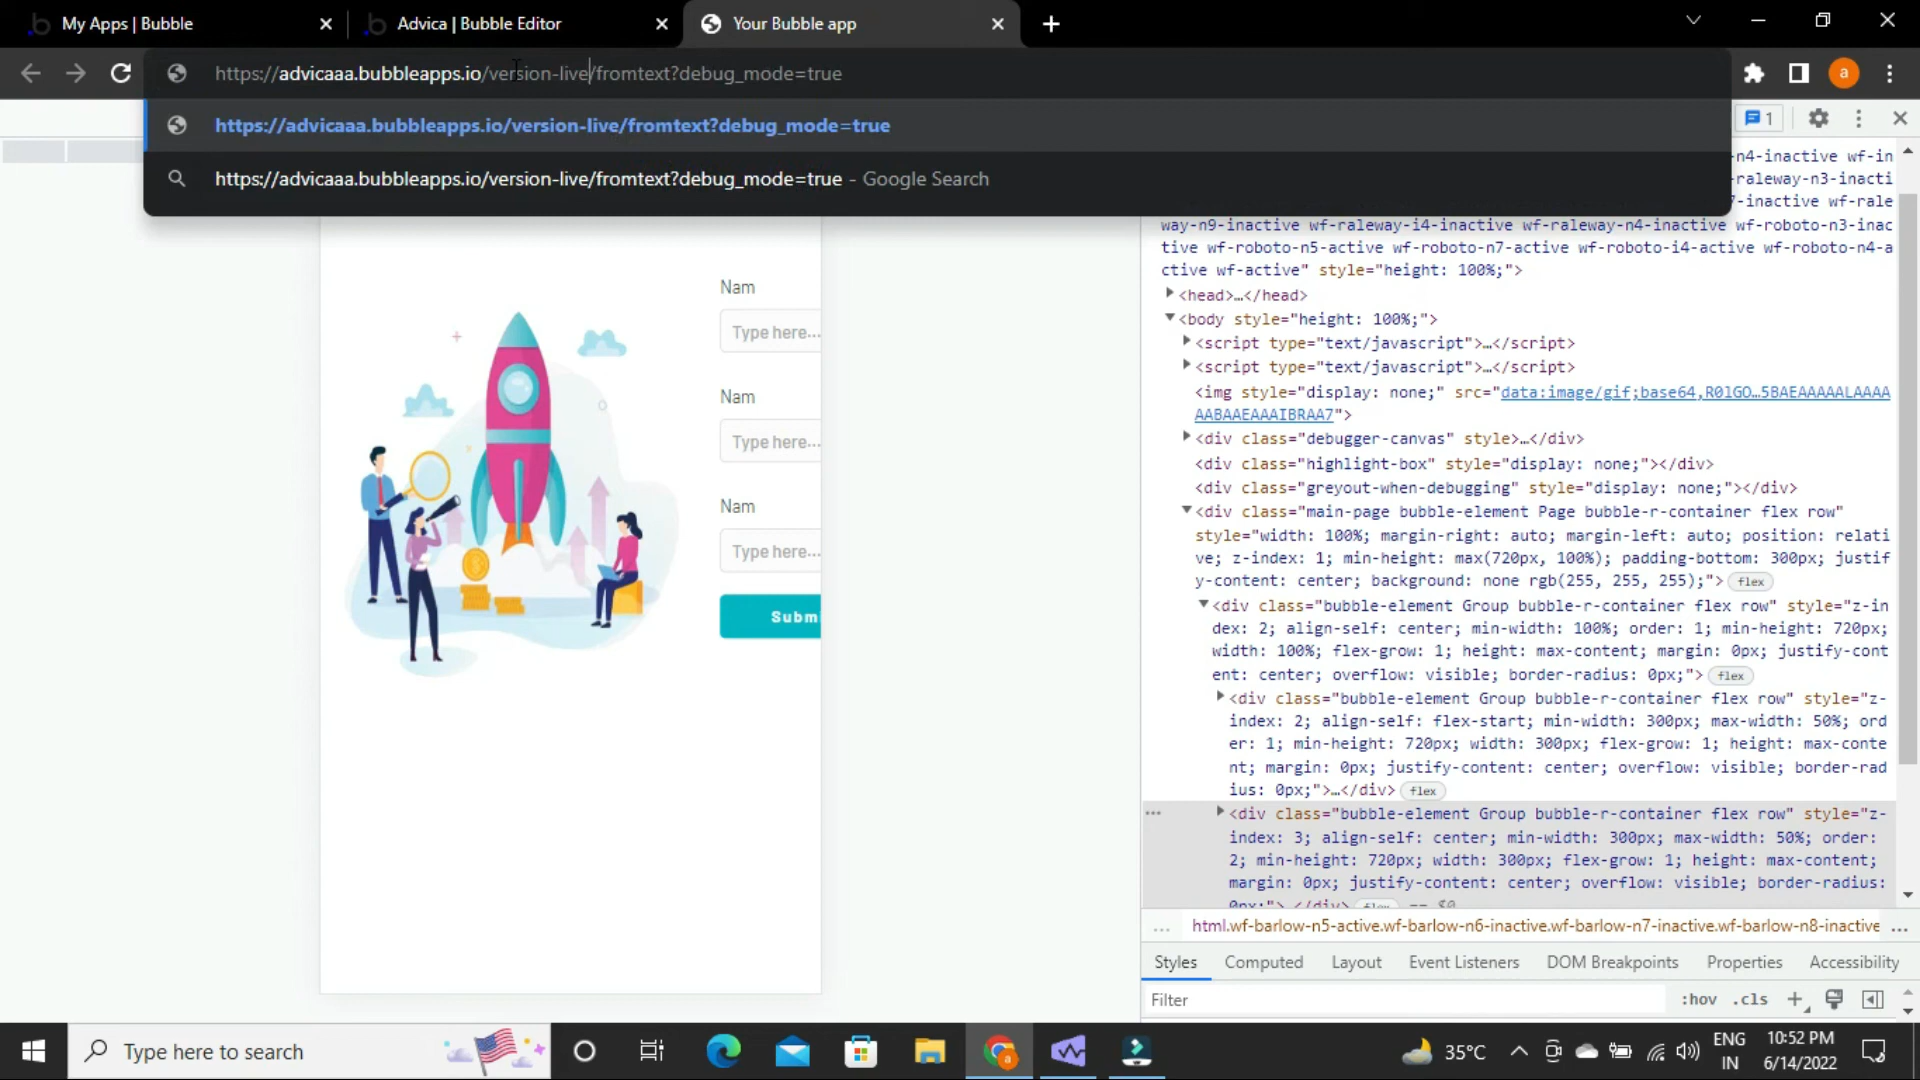 My Apps | Bubble
Advica | Bubble Editor
Your Bubble app
https://advicaaa.bubbleapps.io/version-live/fromtext?debug_mode=true
a
https://advicaaa.bubbleapps.io/version-live/fromtext?debug_mode=true
https://advicaaa.bubbleapps.io/version-live/fromtext?debug_mode=true - Google Search
1
n4-inactive wf-in
raleway-n3-inacti
7-inactive wf-rale
way-n9-inactive wf-raleway-i4-inactive wf-raleway-n4-inactive wf-roboto-n3-inac
tive wf-roboto-n5-active wf-roboto-n7-active wf-roboto-i4-active wf-roboto-n4-a
ctive wf-active" style="height: 100%;">
<head>…</head>
<body style="height: 100%;">
<script type="text/javascript">…</script>
<script type="text/javascript">…</script>
<img style="display: none;" src="data:image/gif;base64,R0lGO…5BAEAAAAALAAAAA
AABAAEAAAIBRAA7">
<div class="debugger-canvas" style>…</div>
<div class="highlight-box" style="display: none;"></div>
<div class="greyout-when-debugging" style="display: none;"></div>
<div class="main-page bubble-element Page bubble-r-container flex row"
style="width: 100%; margin-right: auto; margin-left: auto; position: relati
ve; z-index: 1; min-height: max(720px, 100%); padding-bottom: 300px; justif
y-content: center; background: none rgb(255, 255, 255);"> flex
<div class="bubble-element Group bubble-r-container flex row" style="z-in
dex: 2; align-self: center; min-width: 100%; order: 1; min-height: 720px;
width: 100%; flex-grow: 1; height: max-content; margin: 0px; justify-cont
ent: center; overflow: visible; border-radius: 0px;"> flex
<div class="bubble-element Group bubble-r-container flex row" style="z-
index: 2; align-self: flex-start; min-width: 300px; max-width: 50%; ord
er: 1; min-height: 720px; width: 300px; flex-grow: 1; height: max-conte
nt; margin: 0px; justify-content: center; overflow: visible; border-rad
ius: 0px;">…</div> flex
<div class="bubble-element Group bubble-r-container flex row" style="z-
index: 3; align-self: center; min-width: 300px; max-width: 50%; order:
2; min-height: 720px; width: 300px; flex-grow: 1; height: max-content;
margin: 0px; justify-content: center; overflow: visible; border-radius:
0px;">…</div> flex == $0
Nam
Type here...
Nam
Type here...
Nam
Type here...
Subm
... html.wf-barlow-n5-active.wf-barlow-n6-inactive.wf-barlow-n7-inactive.wf-barlow-n8-inactive ...
Styles Computed Layout Event Listeners DOM Breakpoints Properties Accessibility
Filter :hov .cls
Type here to search
a
35°C
ENG
IN
10:52 PM
6/14/2022